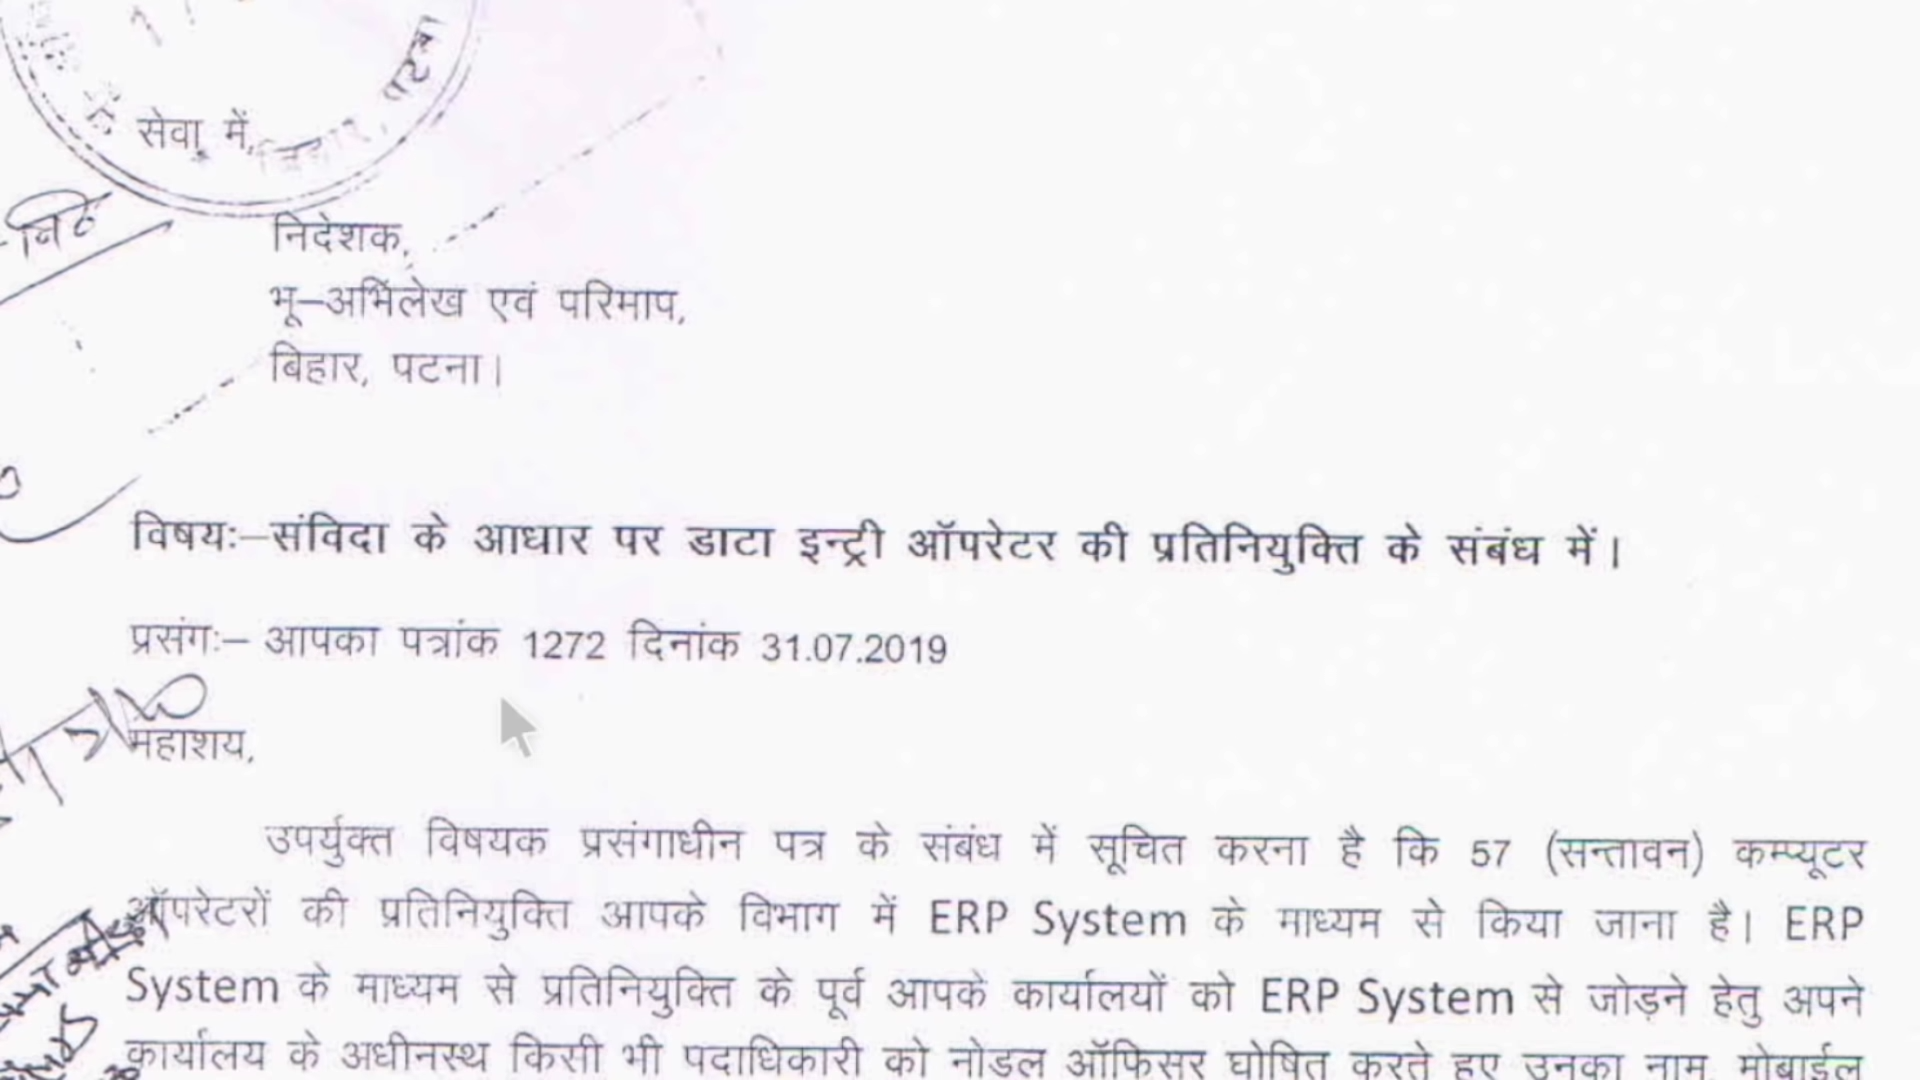 पटना
सेवा में,
निदेशक,
भू–अभिलेख एवं परिमाप,
बिहार, पटना।
विषयः–संविदा के आधार पर डाटा इन्ट्री ऑपरेटर की प्रतिनियुक्ति के संबंध में।
प्रसंगः– आपका पत्रांक 1272 दिनांक 31.07.2019
महाशय,
उपर्युक्त विषयक प्रसंगाधीन पत्र के संबंध में सूचित करना है कि 57 (सन्तावन) कम्प्यूटर
ऑपरेटरों की प्रतिनियुक्ति आपके विभाग में ERP System के माध्यम से किया जाना है। ERP
System के माध्यम से प्रतिनियुक्ति के पूर्व आपके कार्यालयों को ERP System से जोड़ने हेतु अपने
कार्यालय के अधीनस्थ किसी भी पदाधिकारी को नोडल ऑफिसर घोषित करते हुए उनका नाम, मोबाईल